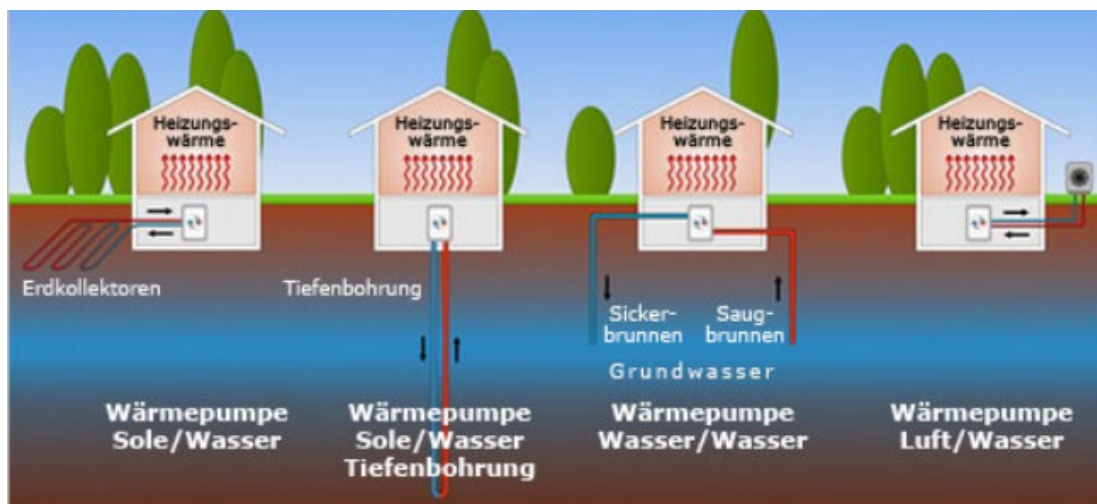 Heizungs-
wärme
Erdkollektoren
Wärmepumpe
Sole/Wasser
Heizungs-
wärme
Tiefenbohrung
Wärmepumpe
Sole/Wasser
Tiefenbohrung
Heizungs-
wärme
Sicker-
brunnen
Saug-
brunnen
Grundwasser
Wärmepumpe
Wasser/Wasser
Heizungs-
wärme
Wärmepumpe
Luft/Wasser